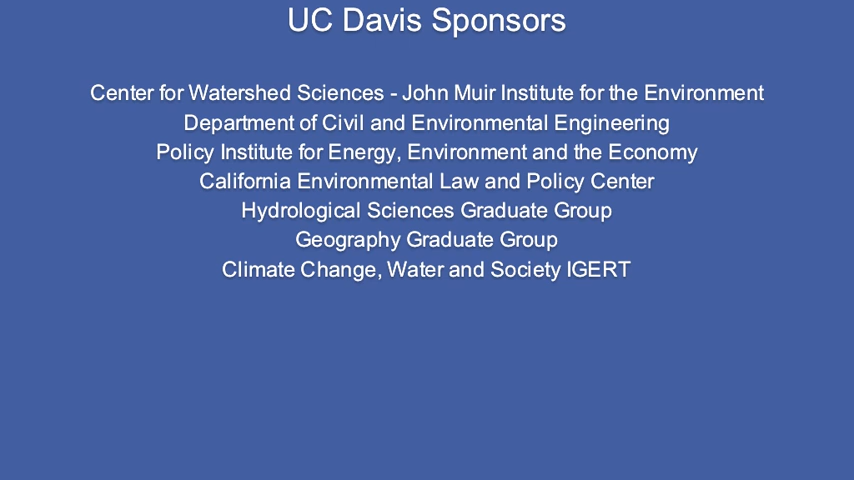 UC Davis Sponsors
Center for Watershed Sciences - John Muir Institute for the Environment
Department of Civil and Environmental Engineering
Policy Institute for Energy, Environment and the Economy
California Environmental Law and Policy Center
Hydrological Sciences Graduate Group
Geography Graduate Group
Climate Change, Water and Society IGERT